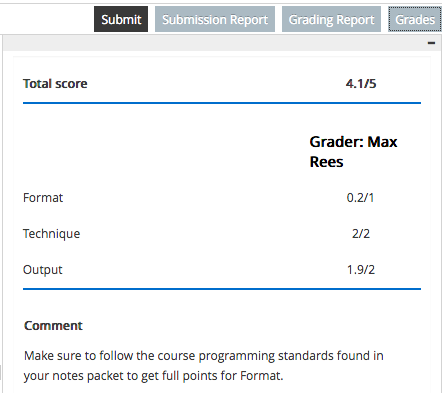 Submit Submission Report Grading Report Grades
Total score 4.1/5
Grader: Max
Rees
Format 0.2/1
Technique 2/2
Output 1.9/2
Comment
Make sure to follow the course programming standards found in
your notes packet to get full points for Format.